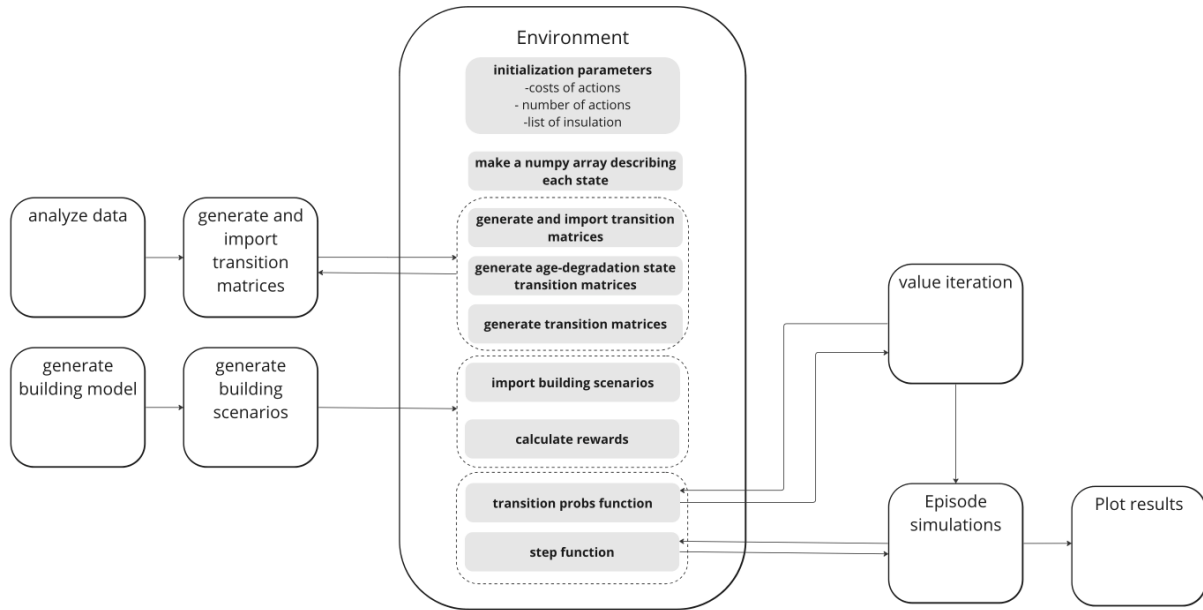 Environment
initialization parameters
-costs of actions
- number of actions
-list of insulation
make a numpy array describing
each state
analyze data
generate and
import
transition
matrices
generate and import transition
matrices
generate age-degradation state
transition matrices
generate transition matrices
value iteration
generate
building model
generate
building
scenarios
import building scenarios
calculate rewards
transition probs function
step function
Episode
simulations
Plot results